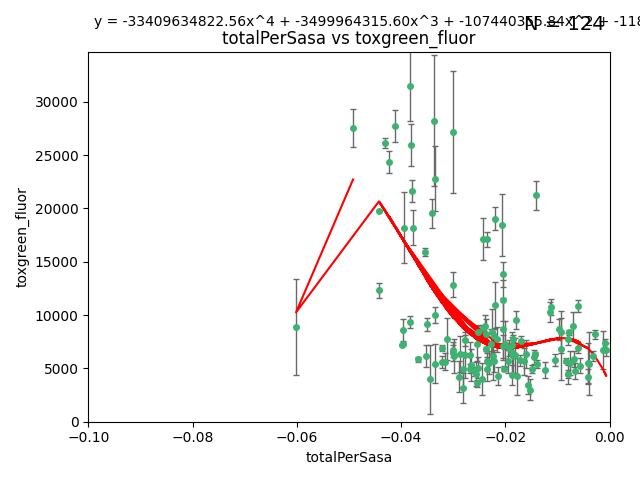 y = -33409634822.56x^4 + -3499964315.60x^3 +
N = 124
totalPerSasa vs toxgreen_fluor
30000
25000
20000
15000
10000
5000
0
toxgreen_fluor
−0.10 −0.08 −0.06 −0.04 −0.02 0.00
totalPerSasa